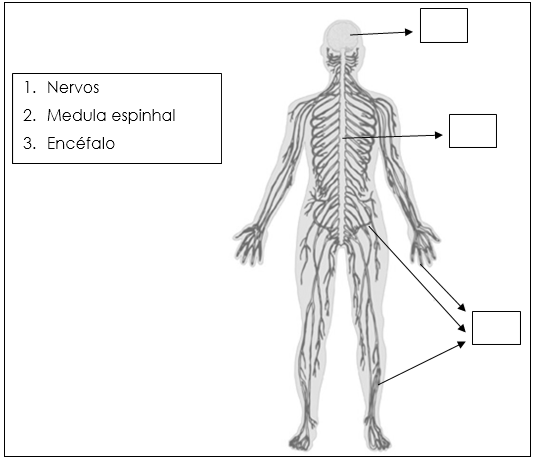 1. Nervos
2. Medula espinhal
3. Encéfalo